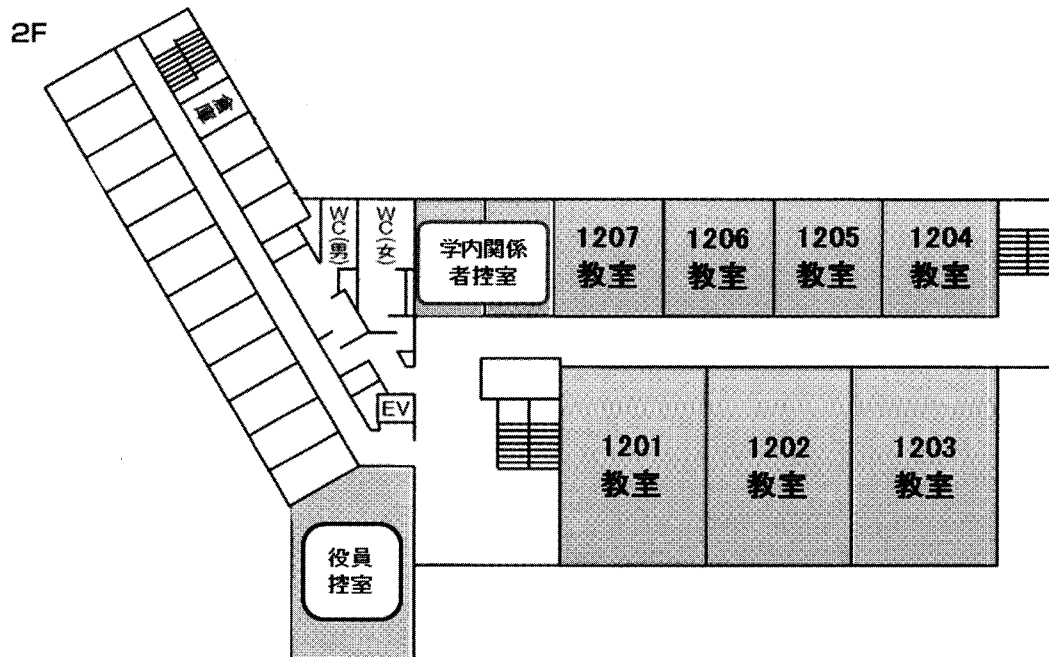 2F
倉庫
WC(男)
WC(女)
学内関係
者控室
1207
教室
1206
教室
1205
教室
1204
教室
EV
1201
教室
1202
教室
1203
教室
役員
控室